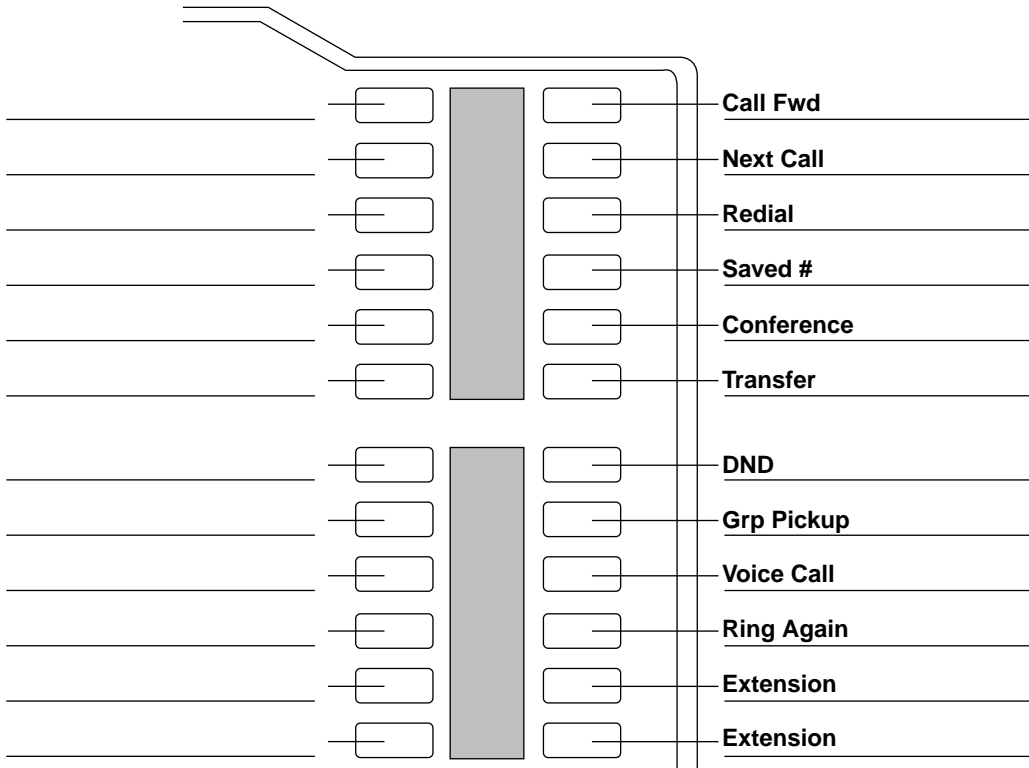 Call Fwd
Next Call
Redial
Saved #
Conference
Transfer
DND
Grp Pickup
Voice Call
Ring Again
Extension
Extension